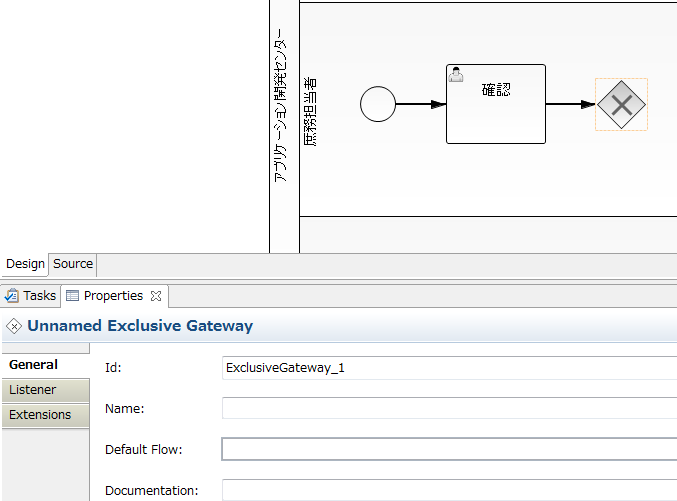 アプリケーション開発センター
庶務担当者
確認
Design
Source
Tasks
Properties
Unnamed Exclusive Gateway
General
Listener
Extensions
Id:
ExclusiveGateway_1
Name:
Default Flow:
Documentation: